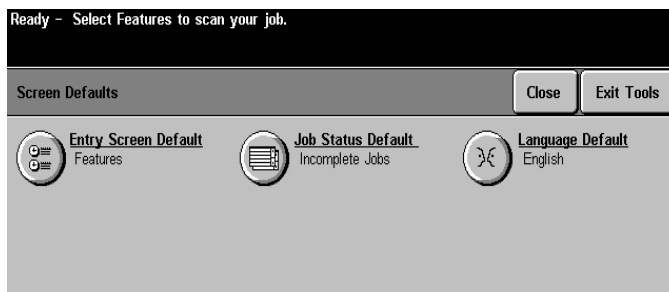 Ready - Select Features to scan your job.
Screen Defaults
Close
Exit Tools
Entry Screen Default
Features
Job Status Default
Incomplete Jobs
Language Default
English